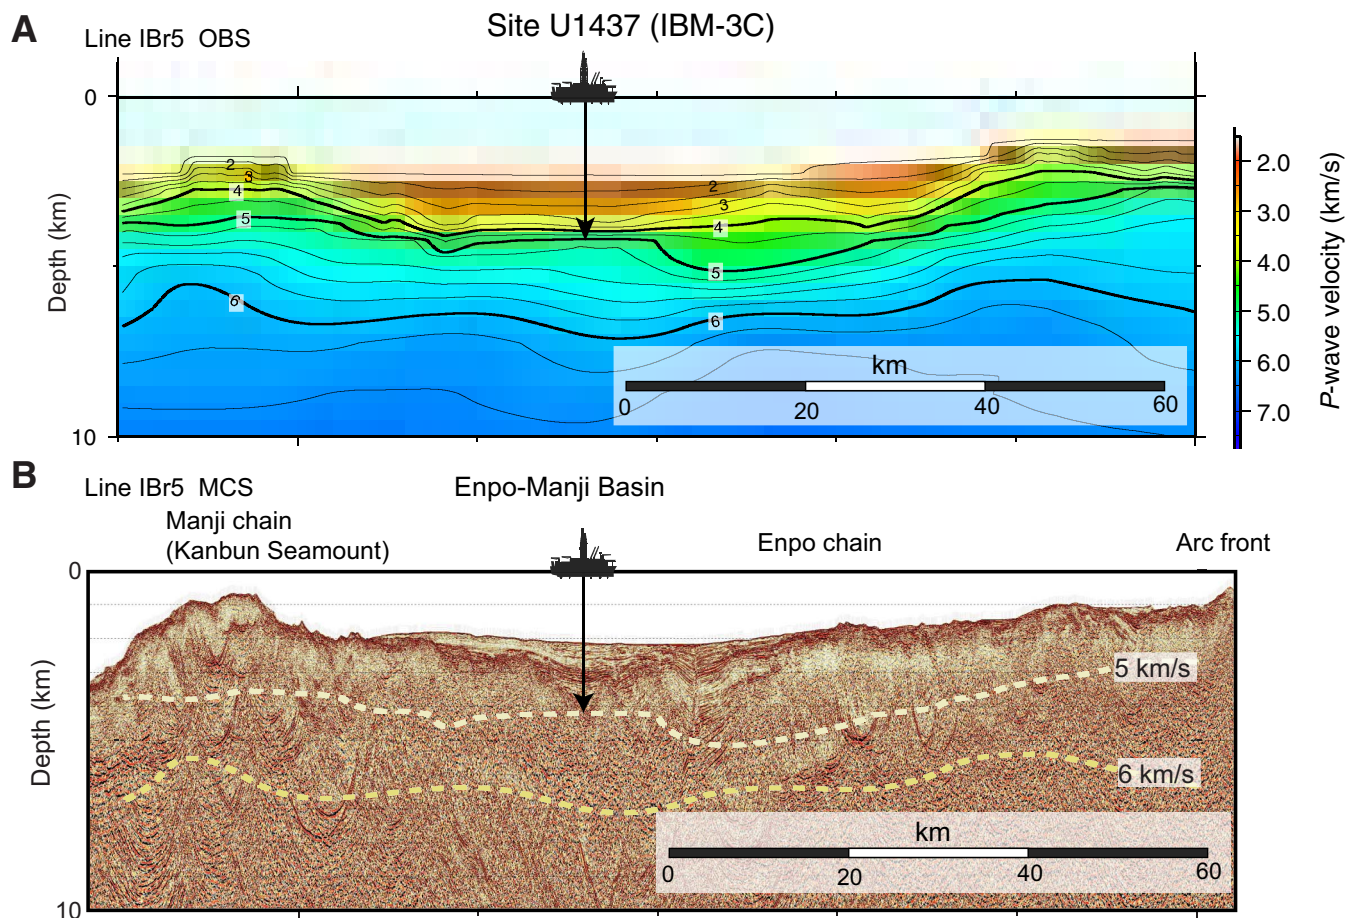 A
Line IBr5 OBS
Site U1437 (IBM-3C)
0
10
Depth (km)
2
3
4
5
6
2
3
4
5
6
km
0
20
40
60
2.0
3.0
4.0
5.0
6.0
7.0
P-wave velocity (km/s)
B
Line IBr5 MCS
Enpo-Manji Basin
Manji chain
(Kanbun Seamount)
Enpo chain
Arc front
0
10
Depth (km)
5 km/s
6 km/s
km
0
20
40
60